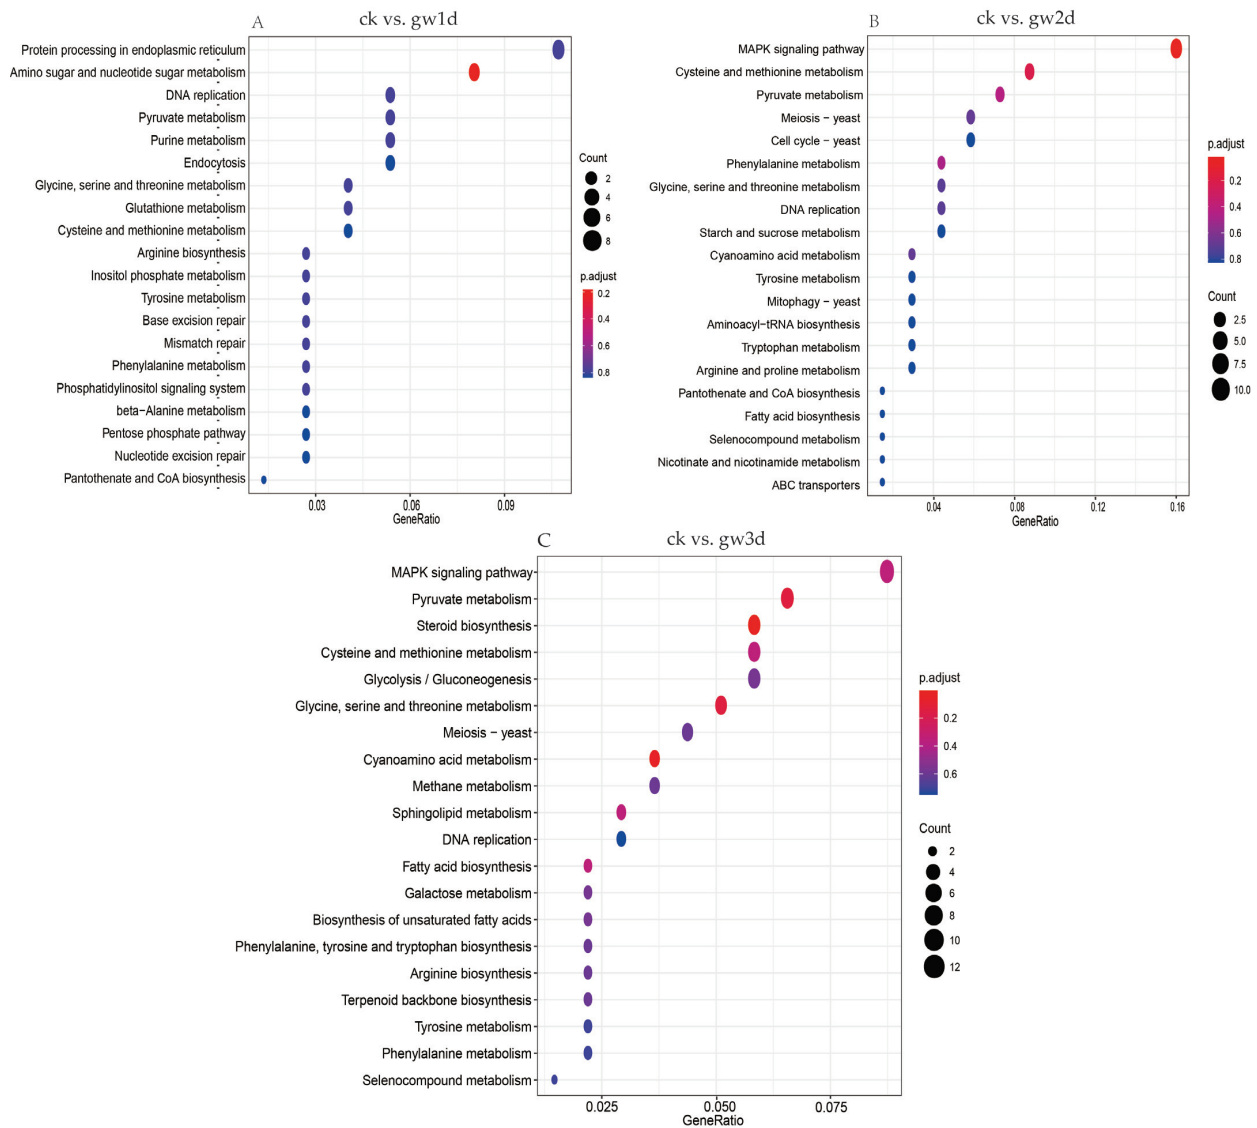 A
ck vs. gw1d
Protein processing in endoplasmic reticulum
Amino sugar and nucleotide sugar metabolism
DNA replication
Pyruvate metabolism
Purine metabolism
Endocytosis
Glycine, serine and threonine metabolism
Glutathione metabolism
Cysteine and methionine metabolism
Arginine biosynthesis
Inositol phosphate metabolism
Tyrosine metabolism
Base excision repair
Mismatch repair
Phenylalanine metabolism
Phosphatidylinositol signaling system
beta−Alanine metabolism
Pentose phosphate pathway
Nucleotide excision repair
Pantothenate and CoA biosynthesis
0.03 0.06 0.09
GeneRatio
Count
2
4
6
8
p.adjust
0.2
0.4
0.6
0.8
B
ck vs. gw2d
MAPK signaling pathway
Cysteine and methionine metabolism
Pyruvate metabolism
Meiosis − yeast
Cell cycle − yeast
Phenylalanine metabolism
Glycine, serine and threonine metabolism
DNA replication
Starch and sucrose metabolism
Cyanoamino acid metabolism
Tyrosine metabolism
Mitophagy − yeast
Aminoacyl−tRNA biosynthesis
Tryptophan metabolism
Arginine and proline metabolism
Pantothenate and CoA biosynthesis
Fatty acid biosynthesis
Selenocompound metabolism
Nicotinate and nicotinamide metabolism
ABC transporters
0.04 0.08 0.12 0.16
GeneRatio
p.adjust
0.2
0.4
0.6
0.8
Count
2.5
5.0
7.5
10.0
C
ck vs. gw3d
MAPK signaling pathway
Pyruvate metabolism
Steroid biosynthesis
Cysteine and methionine metabolism
Glycolysis / Gluconeogenesis
Glycine, serine and threonine metabolism
Meiosis − yeast
Cyanoamino acid metabolism
Methane metabolism
Sphingolipid metabolism
DNA replication
Fatty acid biosynthesis
Galactose metabolism
Biosynthesis of unsaturated fatty acids
Phenylalanine, tyrosine and tryptophan biosynthesis
Arginine biosynthesis
Terpenoid backbone biosynthesis
Tyrosine metabolism
Phenylalanine metabolism
Selenocompound metabolism
0.025 0.050 0.075
GeneRatio
p.adjust
0.2
0.4
0.6
Count
2
4
6
8
10
12